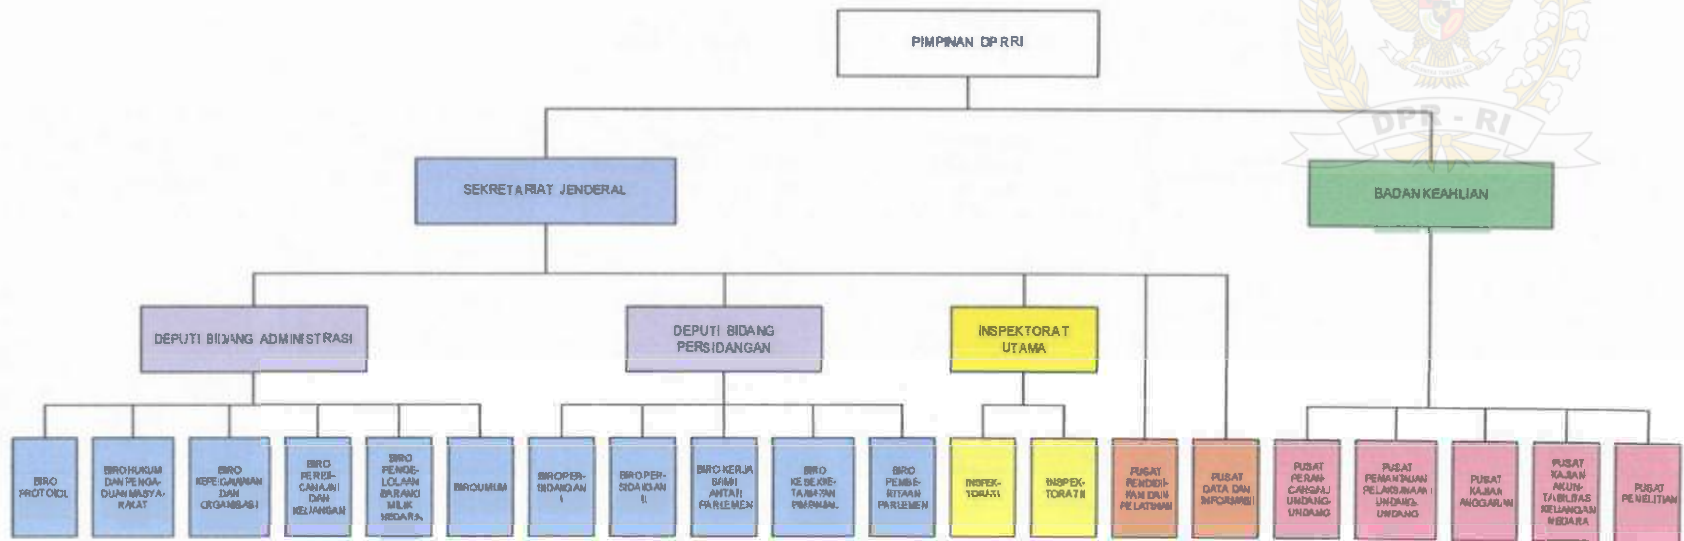 PIMPINAN DPR RI
DPR - RI
SEKRETARIAT JENDERAL
BADAN KEAHLIAN
DEPUTI BIDANG ADMINISTRASI
DEPUTI BIDANG
PERSIDANGAN
INSPEKTORAT
UTAMA
BIRO
PROTOKOL
BIRO HUKUM
DAN PENGA-
DUAN MASYA-
RAKAT
BIRO
KEPEGAWAIAN
DAN
ORGANISASI
BIRO
PEREN-
CANAAN
DAN
KEUANGAN
BIRO
PENGE-
LOLAAN
BARANG
MILIK
NEGARA
BIRO UMUM
BIRO PER-
SIDANGAN
I
BIRO PER-
SIDANGAN
II
BIRO KERJA
SAMA
ANTAR
PARLEMEN
BIRO
KESEKRE-
TARIATAN
PIMPINAN
BIRO
PEMBE-
RITAAN
PARLEMEN
INSPEK-
TORAT I
INSPEK-
TORAT II
PUSAT
PENDIDI-
KAN DAN
PELATIHAN
PUSAT
DATA DAN
INFORMASI
PUSAT
PERAN-
CANGAN
UNDANG-
UNDANG
PUSAT
PEMANTAUAN
PELAKSANAAN
UNDANG-
UNDANG
PUSAT
KAJIAN
ANGGARAN
PUSAT
KAJIAN
AKUN-
TABILITAS
KEUANGAN
NEGARA
PUSAT
PENELITIAN